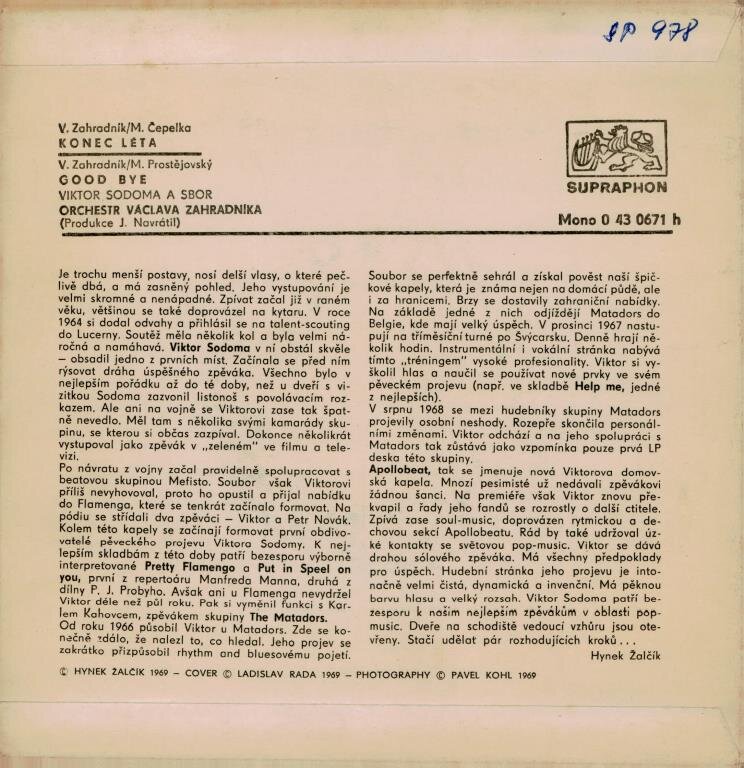 SP 978
V. Zahradník/M. Čepelka
KONEC LÉTA
V. Zahradník/M. Prostějovský
GOOD BYE
VIKTOR SODOMA A SBOR
ORCHESTR VÁCLAVA ZAHRADNÍKA
(Produkce J. Navrátil)
SUPRAPHON
Mono 0 43 0671 h
Je trochu menší postavy, nosí delší vlasy, o které peč-
livě dbá, a má zasněný pohled. Jeho vystupování je
velmi skromné a nenápadné. Zpívat začal již v raném
věku, většinou se také doprovázel na kytaru. V roce
1964 si dodal odvahy a přihlásil se na talent-scouting
do Lucerny. Soutěž měla několik kol a byla velmi ná-
ročná a namáhavá. Viktor Sodoma v ní obstál skvěle
– obsadil jedno z prvních míst. Začínala se před ním
rýsovat dráha úspěšného zpěváka. Všechno bylo v
nejlepším pořádku až do té doby, než u dveří s vi-
zitkou Sodoma zazvonil listonoš s povolávacím roz-
kazem. Ale ani na vojně se Viktorovi zase tak špat-
ně nevedlo. Měl tam s několika svými kamarády sku-
pinu, se kterou si občas zazpíval. Dokonce několikrát
vystupoval jako zpěvák v „zeleném” ve filmu a tele-
vizi.
Po návratu z vojny začal pravidelně spolupracovat s
beatovou skupinou Mefisto. Soubor však Viktorovi
příliš nevyhovoval, proto ho opustil a přijal nabídku
do Flamenga, které se tenkrát začínalo formovat. Na
pódiu se střídali dva zpěváci – Viktor a Petr Novák.
Kolem této kapely se začínají formovat první obdivo-
vatelé pěveckého projevu Viktora Sodomy. K nej-
lepším skladbám z této doby patří bezesporu výborně
interpretované Pretty Flamengo a Put in Speel on
you, první z repertoáru Manfreda Manna, druhá z
dílny P. J. Probyho. Avšak ani u Flamenga nevydržel
Viktor déle než půl roku. Pak si vyměnil funkci s Kar-
lem Kahovcem, zpěvákem skupiny The Matadors.
Od roku 1966 působil Viktor u Matadors. Zde se ko-
nečně zdálo, že nalezl to, co hledal. Jeho projev se
zakrátko přizpůsobil rhythm and bluesovému pojetí.
Soubor se perfektně sehrál a získal pověst naší špič-
kové kapely, která je známa nejen na domácí půdě, ale
i za hranicemi. Brzy se dostavily zahraniční nabídky.
Na základě jedné z nich odjíždějí Matadors do
Belgie, kde mají velký úspěch. V prosinci 1967 nastu-
pují na tříměsíční turné po Švýcarsku. Denně hrají ně-
kolik hodin. Instrumentální i vokální stránka nabývá
tímto „tréningem” vysoké profesionality. Viktor si vy-
školil hlas a naučil se používat nové prvky ve svém
pěveckém projevu (např. ve skladbě Help me, jedné
z nejlepších).
V srpnu 1968 se mezi hudebníky skupiny Matadors
projevily osobní neshody. Rozepře skončila personál-
ními změnami. Viktor odchází a na jeho spolupráci s
Matadors tak zůstává jako vzpomínka pouze prvá LP
deska této skupiny.
Apollobeat, tak se jmenuje nová Viktorova domov-
ská kapela. Mnozí pesimisté už nedávali zpěvákovi
žádnou šanci. Na premiéře však Viktor znovu pře-
kvapil a řady jeho fandů se rozrostly o další ctitele.
Zpívá zase soul-music, doprovázen rytmickou a de-
chovou sekcí Apollobeatu. Rád by také udržoval úz-
ké kontakty se světovou pop-music. Viktor se dává
drahou sólového zpěváka. Má všechny předpoklady
pro úspěch. Hudební stránka jeho projevu je into-
načně velmi čistá, dynamická a invenční. Má pěknou
barvu hlasu a velký rozsah. Viktor Sodoma patří be-
zesporu k našim nejlepším zpěvákům v oblasti pop-
music. Dveře na schodiště vedoucí vzhůru jsou ote-
vřeny. Stačí udělat pár rozhodujících kroků...
Hynek Žalčík
© HYNEK ŽALČÍK 1969 – COVER © LADISLAV RADA 1969 – PHOTOGRAPHY © PAVEL KOHL 1969